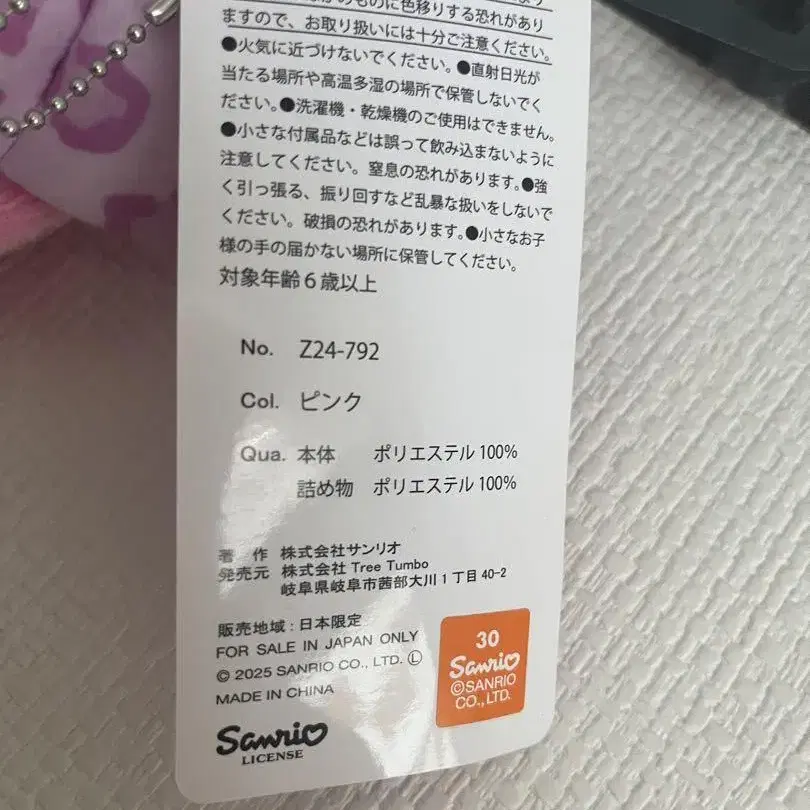 ものに色移りする恐れがあり
ますので、お取り扱いには十分ご注意ください。
●火気に近づけないでください。●直射日光が
当たる場所や高温多湿の場所で保管しないでく
ださい。●洗濯機・乾燥機のご使用はできません。
●小さな付属品などは誤って飲み込まないように
注意してください。窒息の恐れがあります。●強
く引っ張る、振り回すなど乱暴な扱いをしないで
ください。破損の恐れがあります。●小さなお子
様の手の届かない場所に保管してください。
対象年齢6歳以上
No. Z24-792
Col. ピンク
Qua. 本体 ポリエステル100%
詰め物 ポリエステル100%
著 作 株式会社サンリオ
発売元 株式会社 Tree Tumbo
岐阜県岐阜市茜部大川1丁目40-2
販売地域:日本限定
FOR SALE IN JAPAN ONLY
© 2025 SANRIO CO., LTD. Ⓛ
MADE IN CHINA
Sanrio
LICENSE
30
Sanrio
©SANRIO
CO.,LTD.